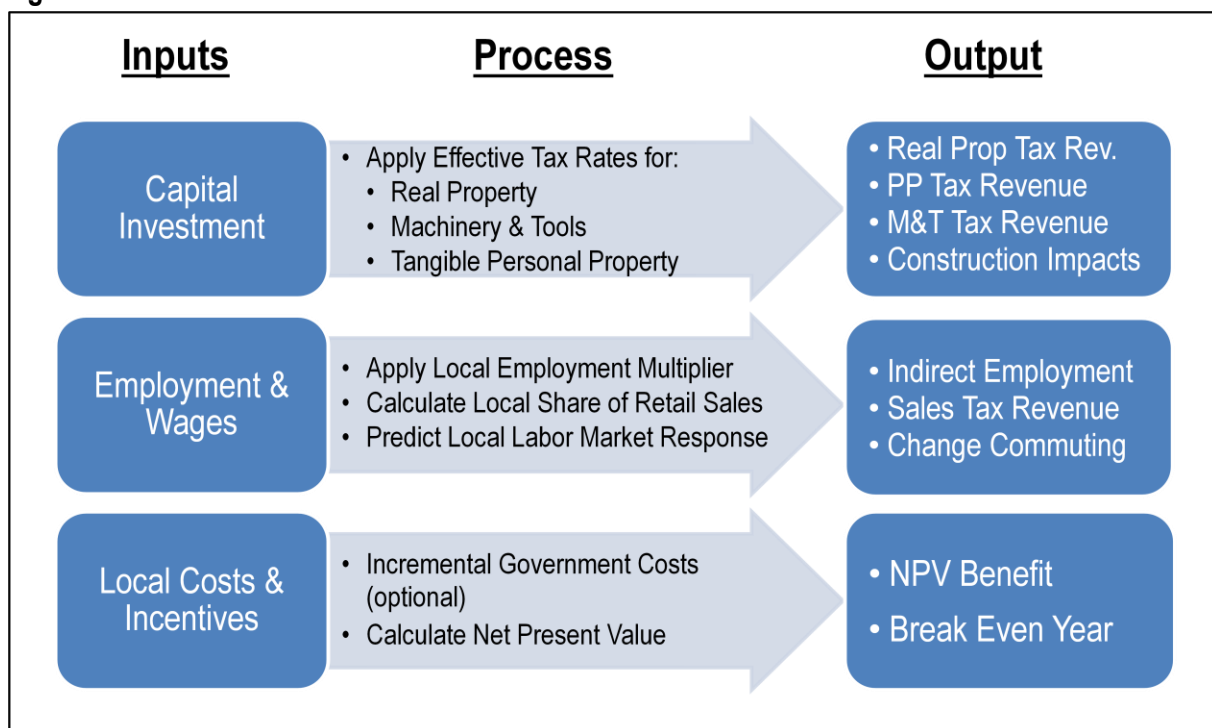 Inputs
Process
Output
Capital
Investment
• Apply Effective Tax Rates for:
• Real Property
• Machinery & Tools
• Tangible Personal Property
• Real Prop Tax Rev.
• PP Tax Revenue
• M&T Tax Revenue
• Construction Impacts
Employment &
Wages
• Apply Local Employment Multiplier
• Calculate Local Share of Retail Sales
• Predict Local Labor Market Response
• Indirect Employment
• Sales Tax Revenue
• Change Commuting
Local Costs &
Incentives
• Incremental Government Costs
(optional)
• Calculate Net Present Value
• NPV Benefit
• Break Even Year